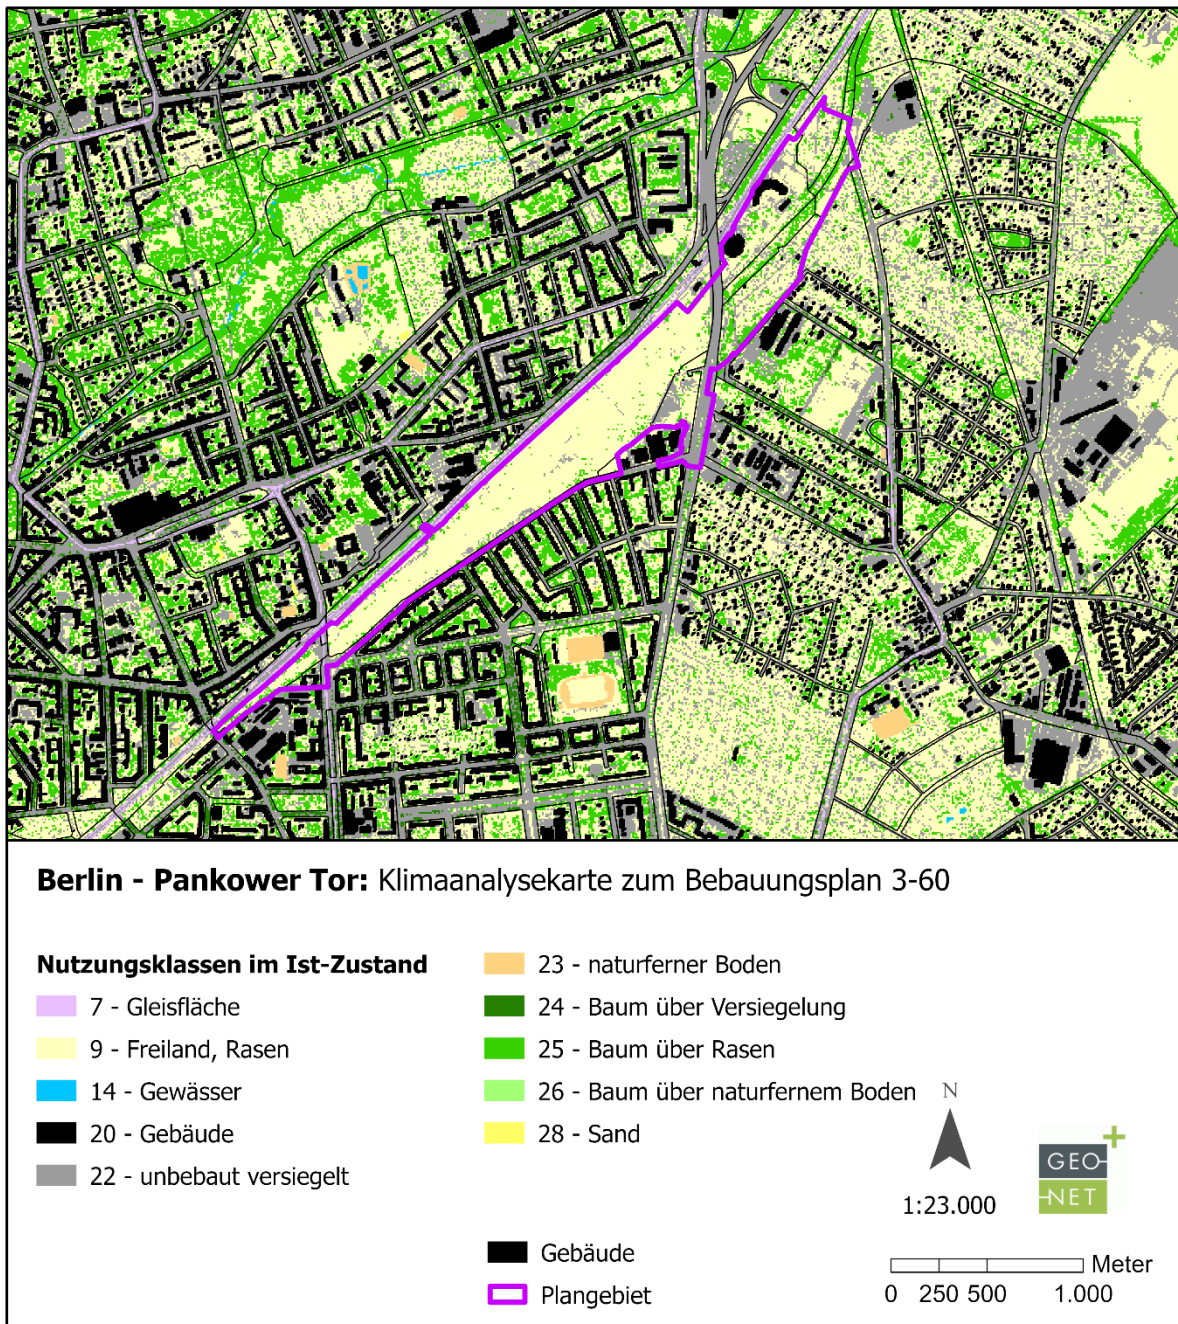 Berlin - Pankower Tor: Klimaanalysekarte zum Bebauungsplan 3-60
Nutzungsklassen im Ist-Zustand
7 - Gleisfläche
9 - Freiland, Rasen
14 - Gewässer
20 - Gebäude
22 - unbebaut versiegelt
23 - naturferner Boden
24 - Baum über Versiegelung
25 - Baum über Rasen
26 - Baum über naturfernem Boden
28 - Sand
Gebäude
Plangebiet
N
1:23.000
GEO
NET
Meter
0 250 500 1.000